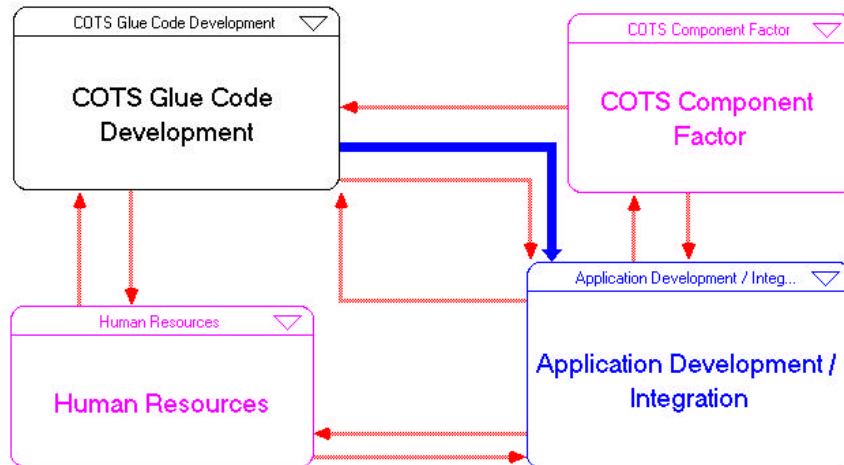 COTS Glue Code Development
COTS Glue Code
Development
COTS Component Factor
COTS Component
Factor
Human Resources
Human Resources
Application Development / Integ...
Application Development /
Integration